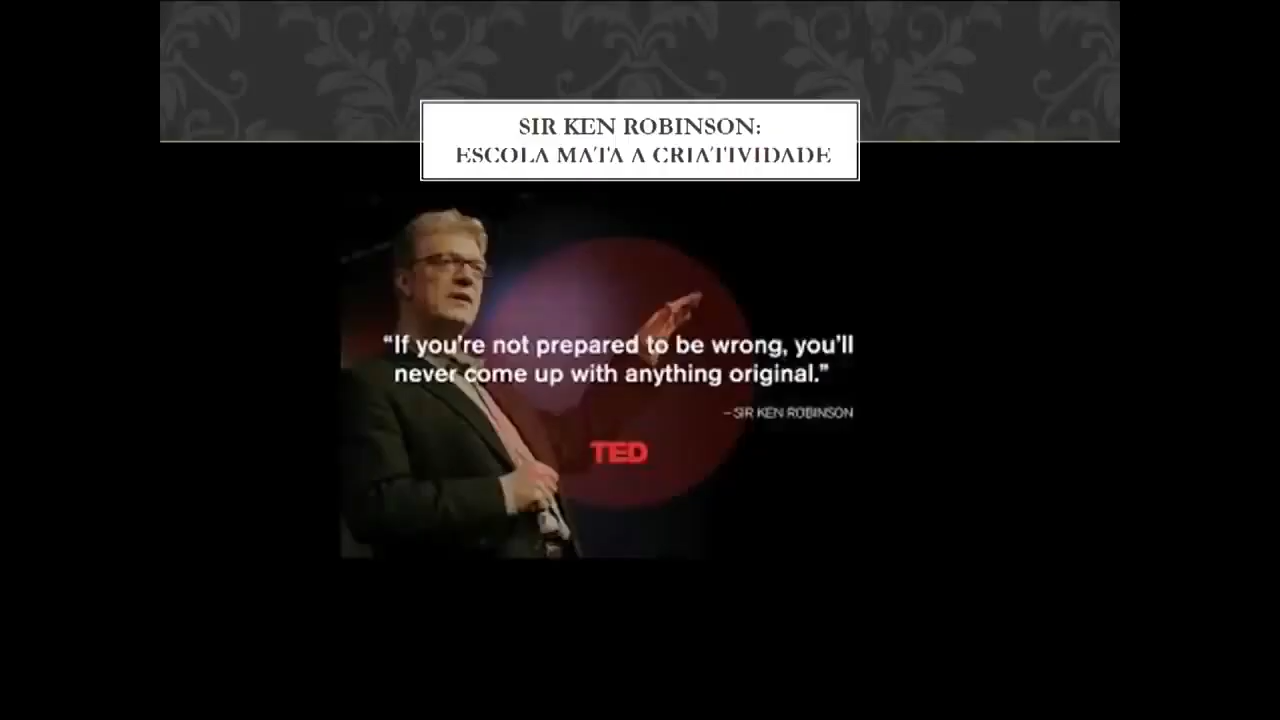 SIR KEN ROBINSON:
ESCOLA MATA A CRIATIVIDADE
“If you're not prepared to be wrong, you'll
never come up with anything original.”
–SIR KEN ROBINSON
TED